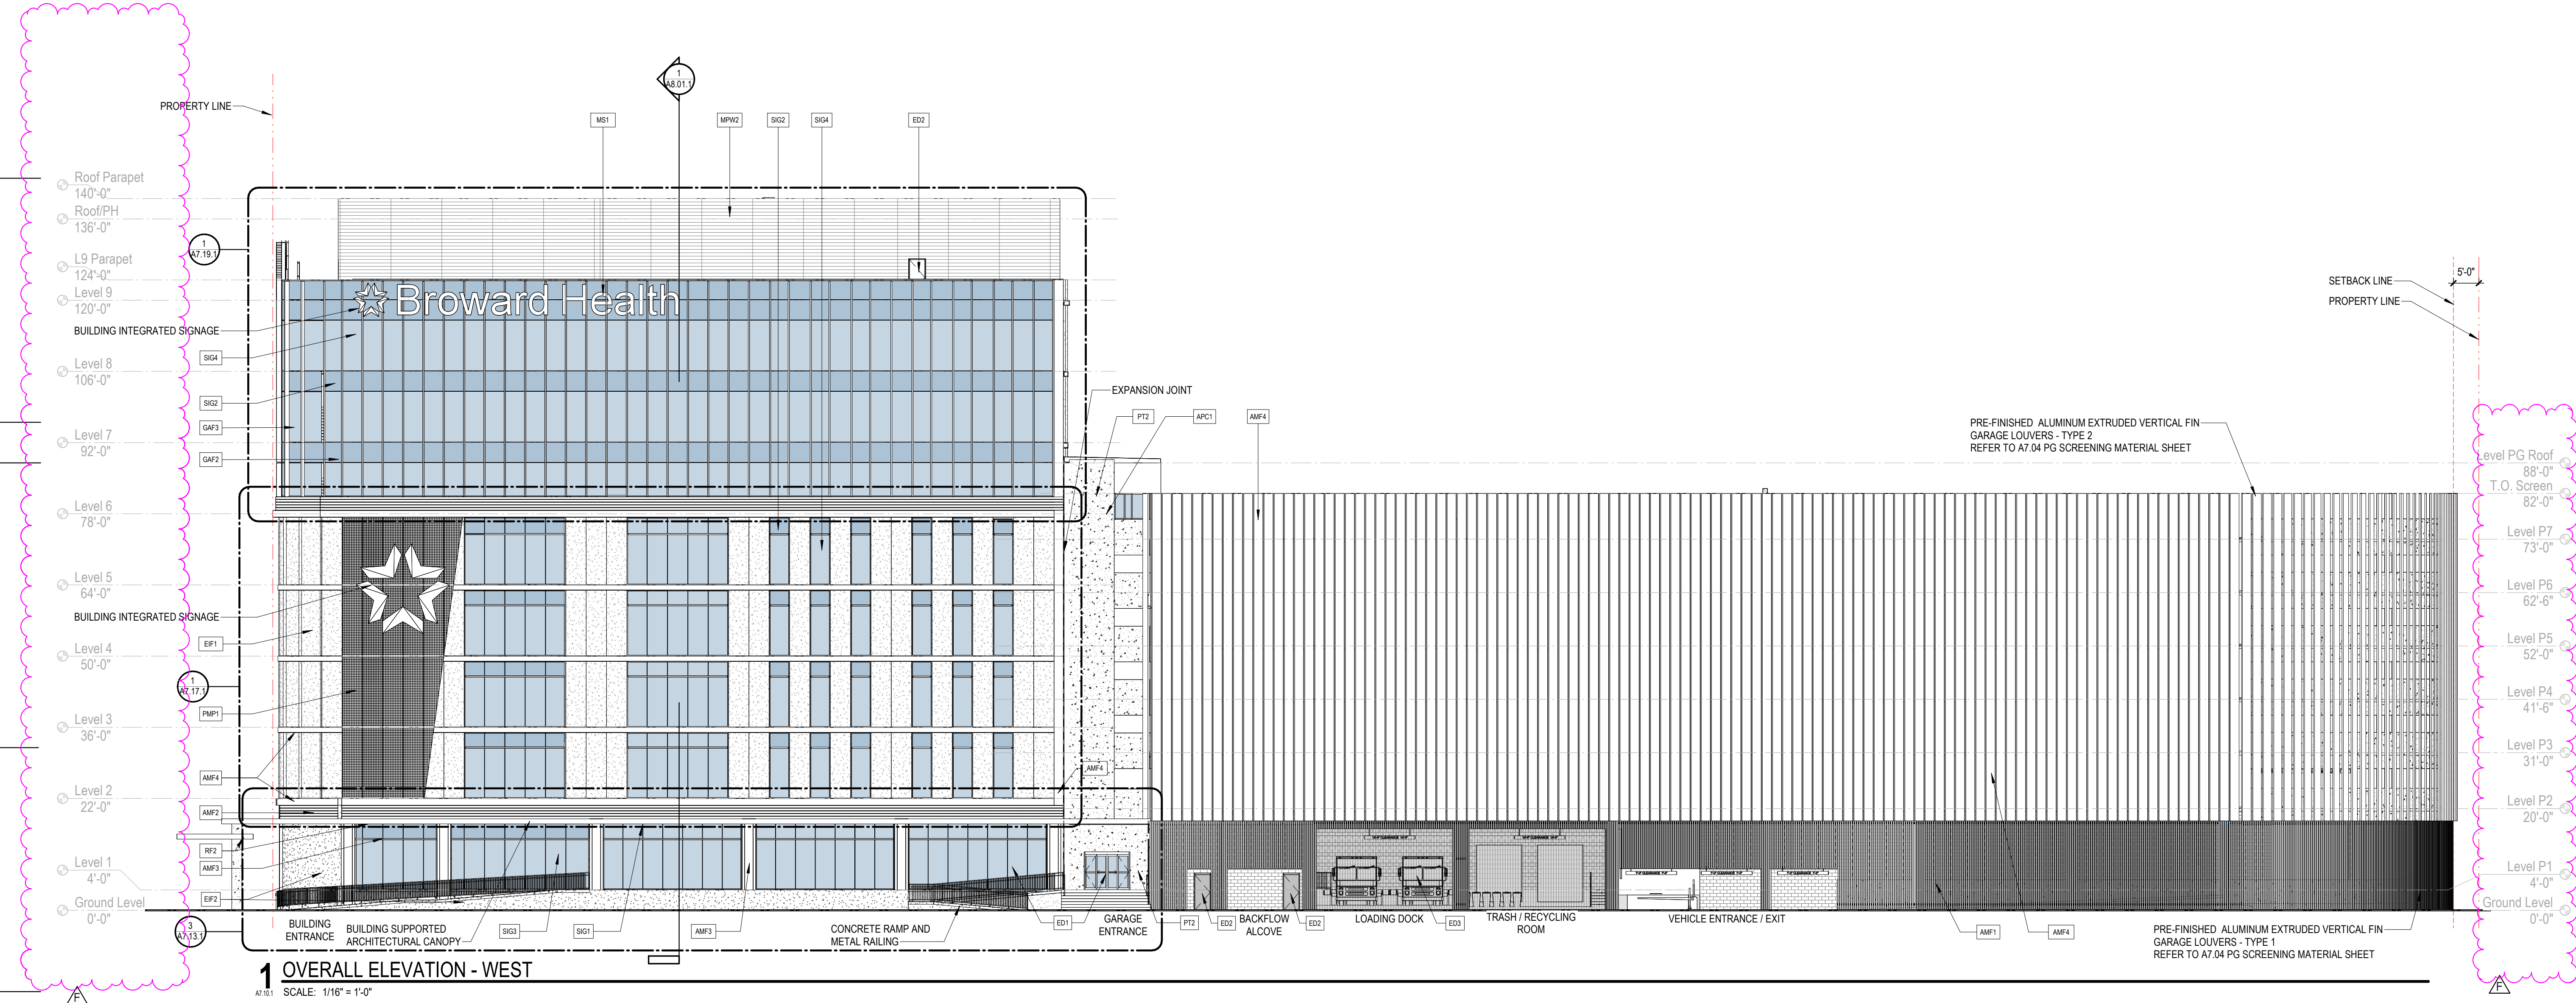 1
A8.01.1
PROPERTY LINE
MS1
MPW2
SIG2
SIG4
ED2
Roof Parapet
140'-0"
Roof/PH
136'-0"
1
A7.19.1
L9 Parapet
124'-0"
Level 9
120'-0"
Broward Health
BUILDING INTEGRATED SIGNAGE
SIG4
Level 8
106'-0"
SIG2
GAF3
Level 7
92'-0"
GAF2
Level 6
78'-0"
Level 5
64'-0"
BUILDING INTEGRATED SIGNAGE
EIF1
Level 4
50'-0"
1
A7.17.1
PMP1
Level 3
36'-0"
AMF4
Level 2
22'-0"
AMF2
RF2
Level 1
4'-0"
AMF3
EIF2
Ground Level
0'-0"
3
A7.13.1
EXPANSION JOINT
PT2
APC1
AMF4
AMF4
5'-0"
SETBACK LINE
PROPERTY LINE
PRE-FINISHED ALUMINUM EXTRUDED VERTICAL FIN
GARAGE LOUVERS - TYPE 2
REFER TO A7.04 PG SCREENING MATERIAL SHEET
Level PG Roof
88'-0"
T.O. Screen
82'-0"
Level P7
73'-0"
Level P6
62'-6"
Level P5
52'-0"
Level P4
41'-6"
Level P3
31'-0"
Level P2
20'-0"
Level P1
4'-0"
Ground Level
0'-0"
BUILDING
ENTRANCE
BUILDING SUPPORTED
ARCHITECTURAL CANOPY
SIG3
SIG1
AMF3
CONCRETE RAMP AND
METAL RAILING
ED1
GARAGE
ENTRANCE
PT2
ED2
BACKFLOW
ALCOVE
ED2
LOADING DOCK
ED3
TRASH / RECYCLING
ROOM
VEHICLE ENTRANCE / EXIT
AMF1
AMF4
PRE-FINISHED ALUMINUM EXTRUDED VERTICAL FIN
GARAGE LOUVERS - TYPE 1
REFER TO A7.04 PG SCREENING MATERIAL SHEET
1
A7.10.1
OVERALL ELEVATION - WEST
SCALE: 1/16" = 1'-0"
F
F